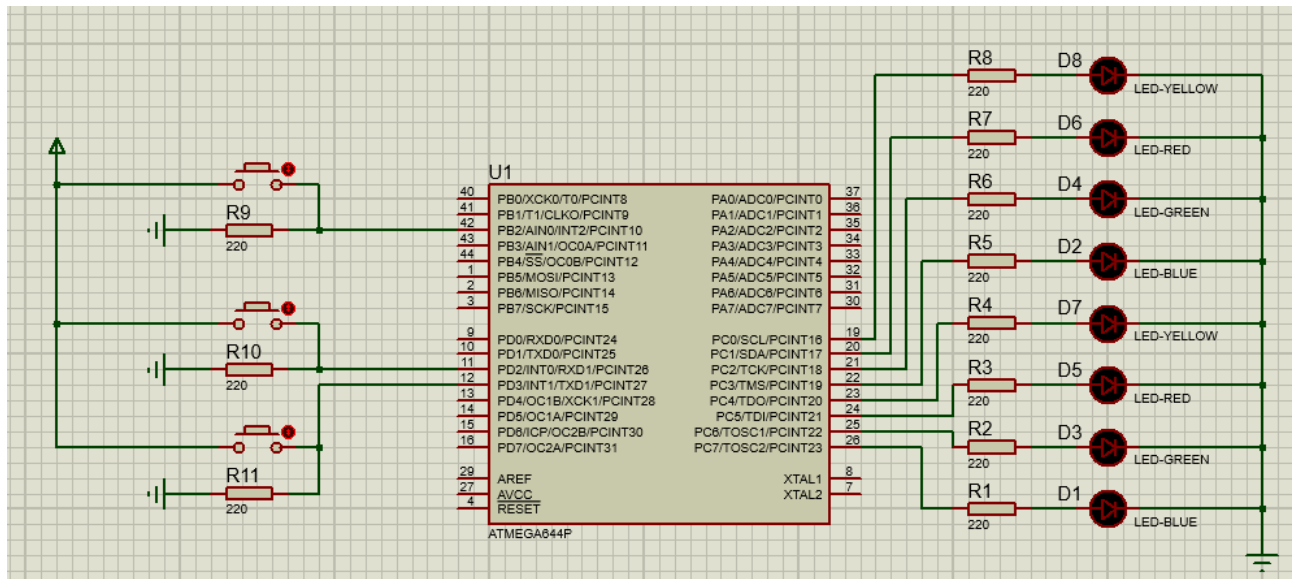 R8
220
D8
LED-YELLOW
R7
220
D6
LED-RED
R6
220
D4
LED-GREEN
R5
220
D2
LED-BLUE
R4
220
D7
LED-YELLOW
R3
220
D5
LED-RED
R2
220
D3
LED-GREEN
R1
220
D1
LED-BLUE
R9
220
R10
220
R11
220
U1
40 PB0/XCK0/T0/PCINT8 PA0/ADC0/PCINT0 37
41 PB1/T1/CLKO/PCINT9 PA1/ADC1/PCINT1 36
42 PB2/AIN0/INT2/PCINT10 PA2/ADC2/PCINT2 35
43 PB3/AIN1/OC0A/PCINT11 PA3/ADC3/PCINT3 34
44 PB4/SS/OC0B/PCINT12 PA4/ADC4/PCINT4 33
1 PB5/MOSI/PCINT13 PA5/ADC5/PCINT5 32
2 PB6/MISO/PCINT14 PA6/ADC6/PCINT6 31
3 PB7/SCK/PCINT15 PA7/ADC7/PCINT7 30
9 PD0/RXD0/PCINT24 PC0/SCL/PCINT16 19
10 PD1/TXD0/PCINT25 PC1/SDA/PCINT17 20
11 PD2/INT0/RXD1/PCINT26 PC2/TCK/PCINT18 21
12 PD3/INT1/TXD1/PCINT27 PC3/TMS/PCINT19 22
13 PD4/OC1B/XCK1/PCINT28 PC4/TDO/PCINT20 23
14 PD5/OC1A/PCINT29 PC5/TDI/PCINT21 24
15 PD6/ICP/OC2B/PCINT30 PC6/TOSC1/PCINT22 25
16 PD7/OC2A/PCINT31 PC7/TOSC2/PCINT23 26
29 AREF XTAL1 8
27 AVCC XTAL2 7
4 RESET
ATMEGA644P